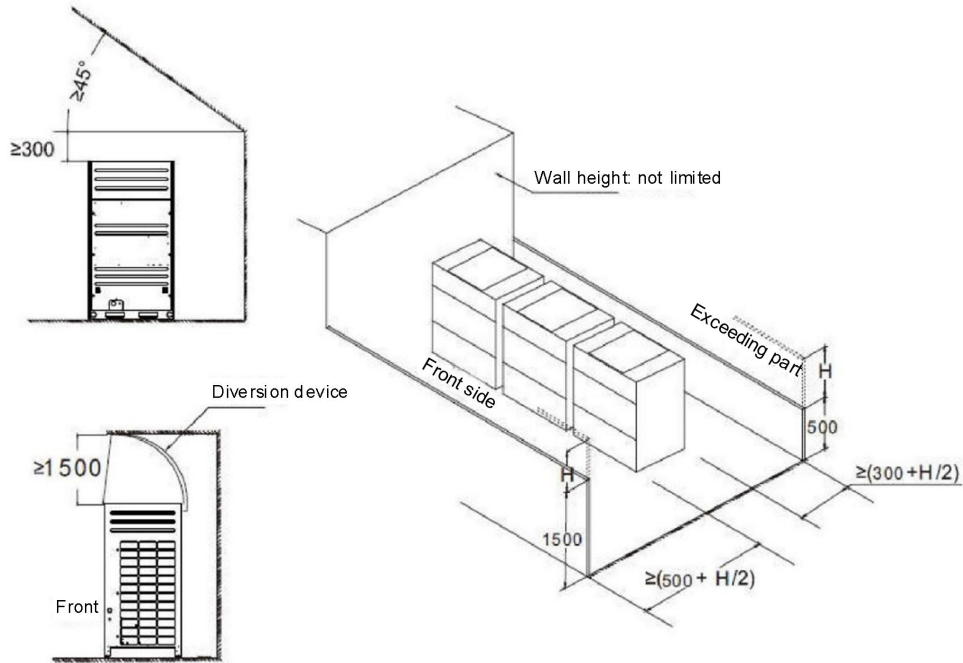 ≥45°
≥300
Wall height: not limited
Exceeding part
H
500
≥(300 +H/2)
Front side
H
1500
≥(500 + H/2)
Diversion device
≥1500
Front